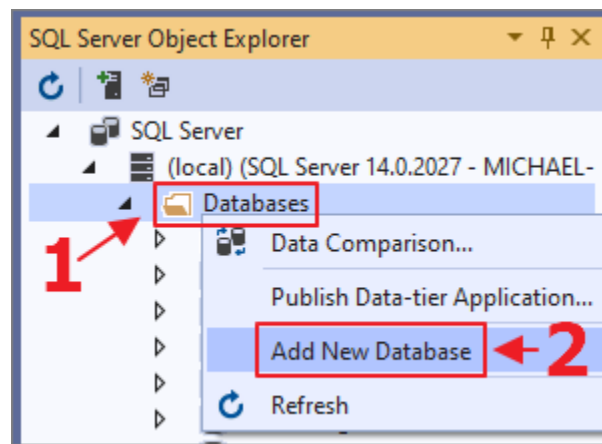 SQL Server Object Explorer
SQL Server
(local) (SQL Server 14.0.2027 - MICHAEL-
Databases
1
Data Comparison...
Publish Data-tier Application...
Add New Database
2
Refresh